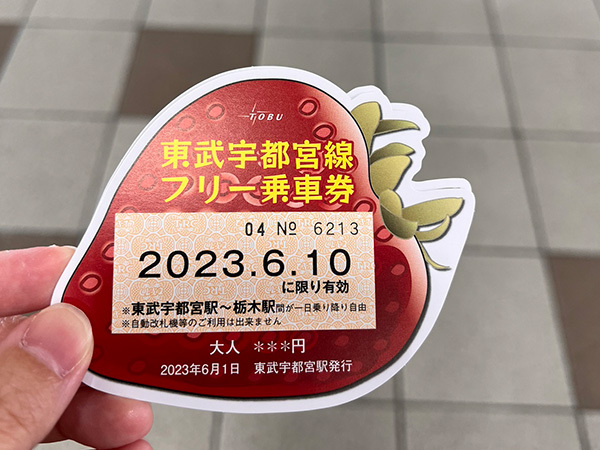 TOBU
東武宇都宮線
フリー乗車券
04 № 6213
2023.6.10
に限り有効
※東武宇都宮駅～栃木駅間が一日乗り降り自由
※自動改札機等のご利用は出来ません
大人 ***円
2023年6月1日 東武宇都宮駅発行